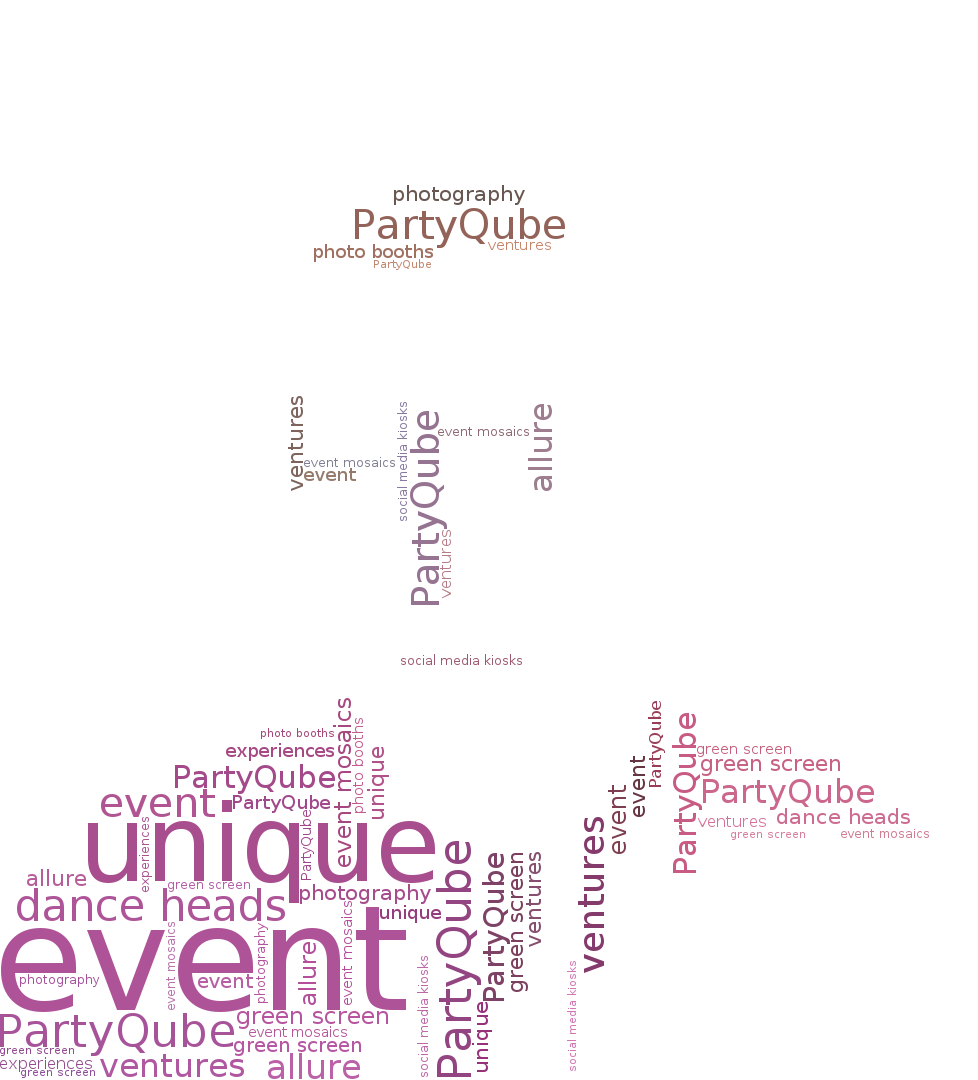 photography
PartyQube
photo booths
ventures
PartyQube
ventures
event mosaics
event
social media kiosks
PartyQube
event mosaics
allure
ventures
social media kiosks
event mosaics
photo booths
photo booths
experiences
unique
PartyQube
event
PartyQube
unique
experiences
PartyQube
allure
green screen
photography
dance heads
unique
event
photography
event mosaics
event
photography
allure
event mosaics
PartyQube
green screen
event mosaics
green screen
experiences
experiences
green screen
ventures
allure
social media kiosks
PartyQube
unique
PartyQube
green screen
ventures
social media kiosks
ventures
event
event
PartyQube
PartyQube
green screen
green screen
PartyQube
ventures
dance heads
green screen
event mosaics